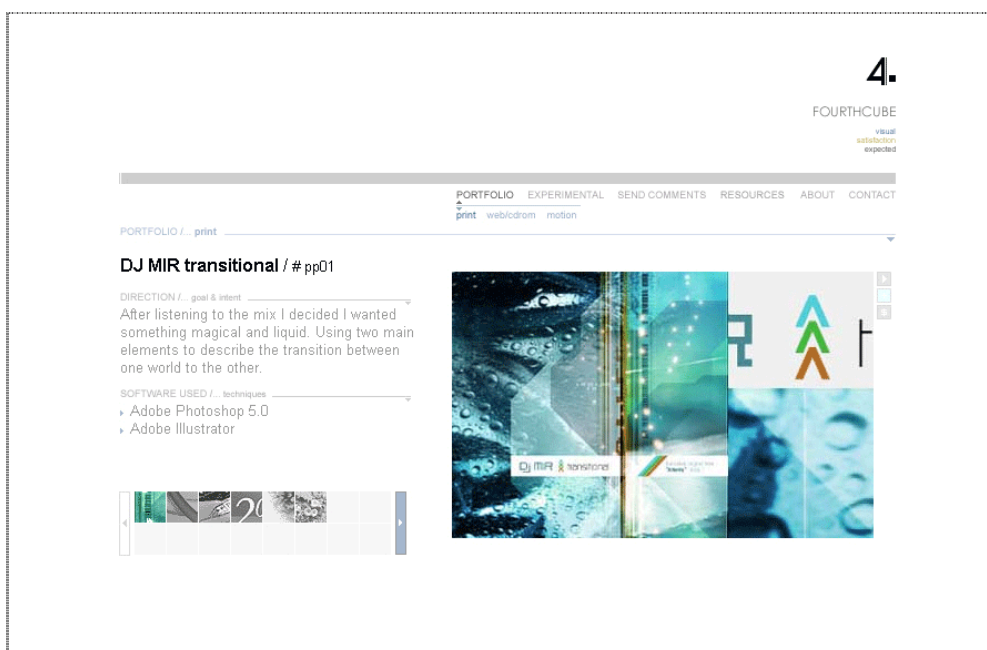 4.
FOURTHCUBE
visual
satisfaction
expected
PORTFOLIO EXPERIMENTAL SEND COMMENTS RESOURCES ABOUT CONTACT
print web/cdrom motion
PORTFOLIO /... print
DJ MIR transitional / # pp01
DIRECTION /... goal & intent
After listening to the mix I decided I wanted
something magical and liquid. Using two main
elements to describe the transition between
one world to the other.
SOFTWARE USED /... techniques
Adobe Photoshop 5.0
Adobe Illustrator
20
Dj MIR transitional
s